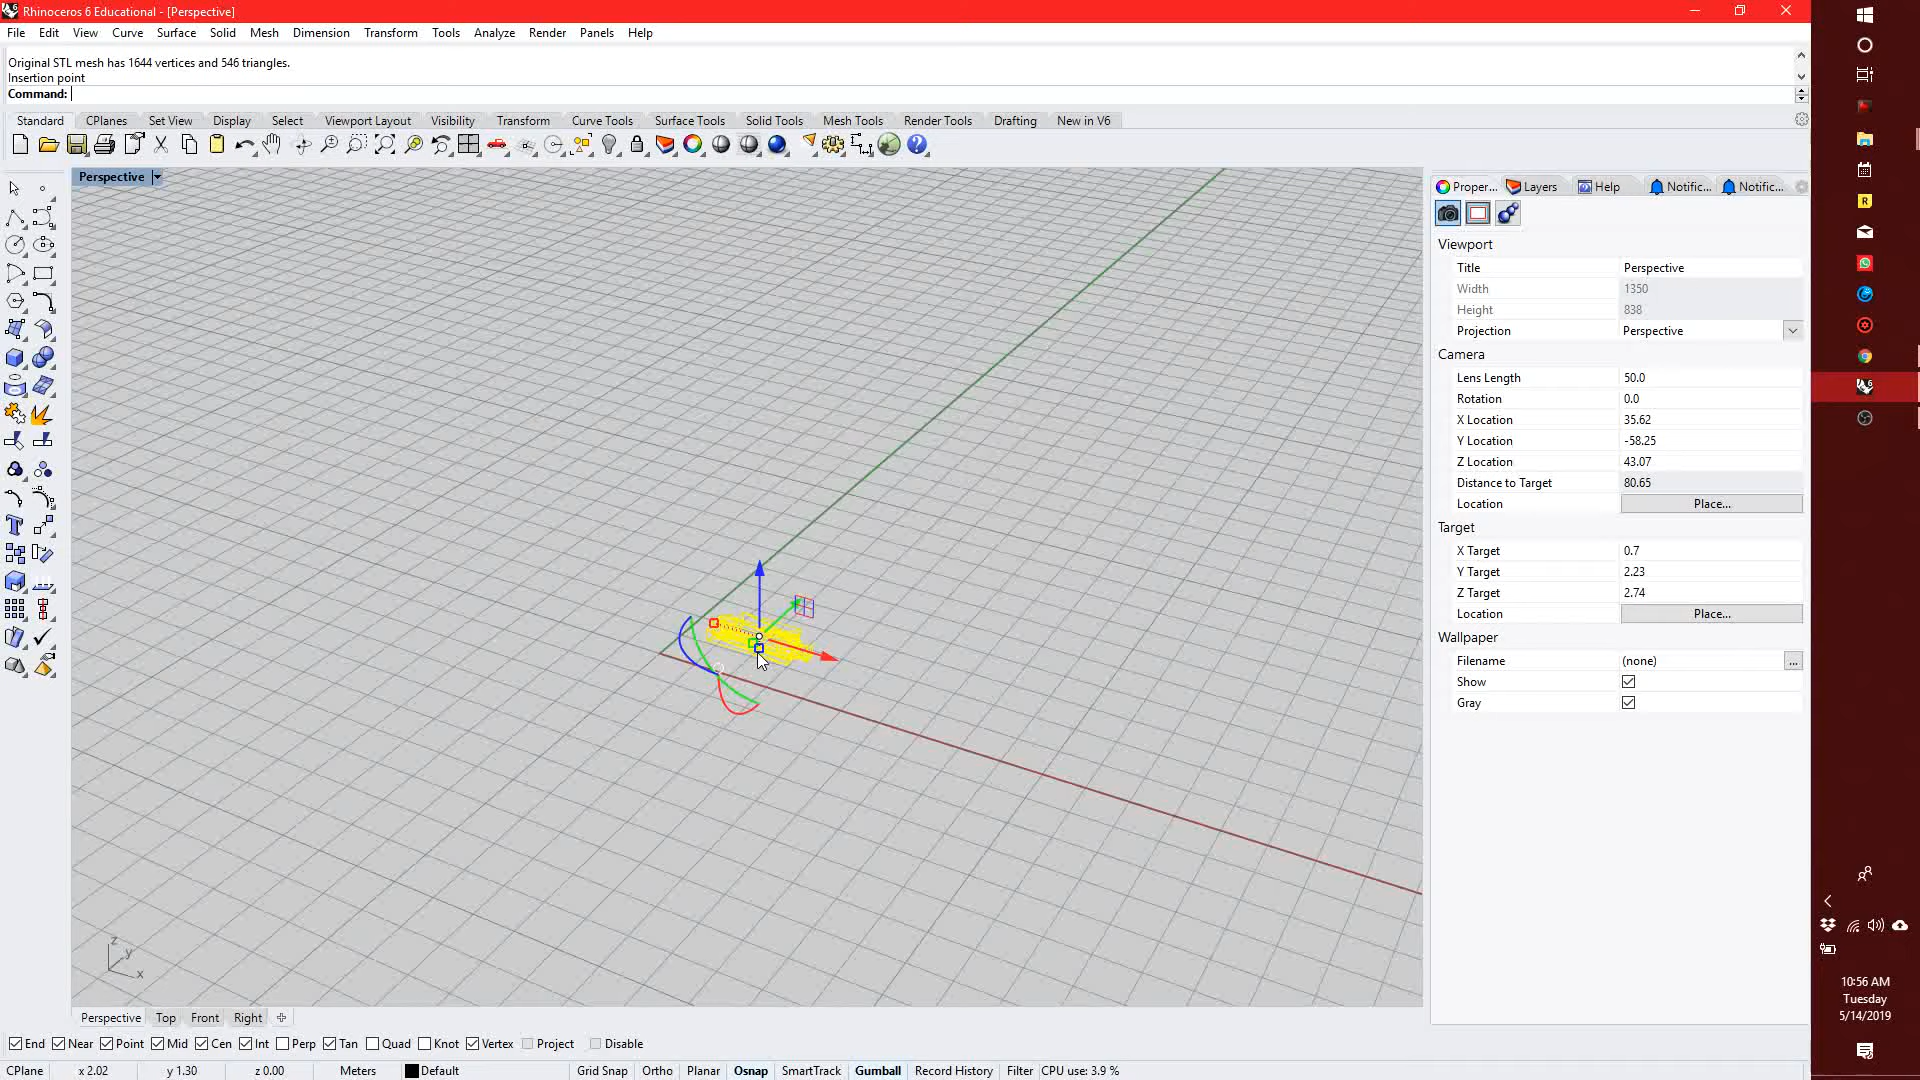 Rhinoceros 6 Educational - [Perspective]
File Edit View Curve Surface Solid Mesh Dimension Transform Tools Analyze Render Panels Help
Original STL mesh has 1644 vertices and 546 triangles.
Insertion point
Command:
Standard CPlanes Set View Display Select Viewport Layout Visibility Transform Curve Tools Surface Tools Solid Tools Mesh Tools Render Tools Drafting New in V6
Perspective
Proper... Layers Help Notific... Notific...
Viewport
Title Perspective
Width 1350
Height 838
Projection Perspective
Camera
Lens Length 50.0
Rotation 0.0
X Location 35.62
Y Location -58.25
Z Location 43.07
Distance to Target 80.65
Location Place...
Target
X Target 0.7
Y Target 2.23
Z Target 2.74
Location Place...
Wallpaper
Filename (none) ...
Show
Gray
z
y
x
Perspective Top Front Right
End Near Point Mid Cen Int Perp Tan Quad Knot Vertex Project Disable
CPlane x 2.02 y 1.30 z 0.00 Meters Default Grid Snap Ortho Planar Osnap SmartTrack Gumball Record History Filter CPU use: 3.9 %
10:56 AM
Tuesday
5/14/2019